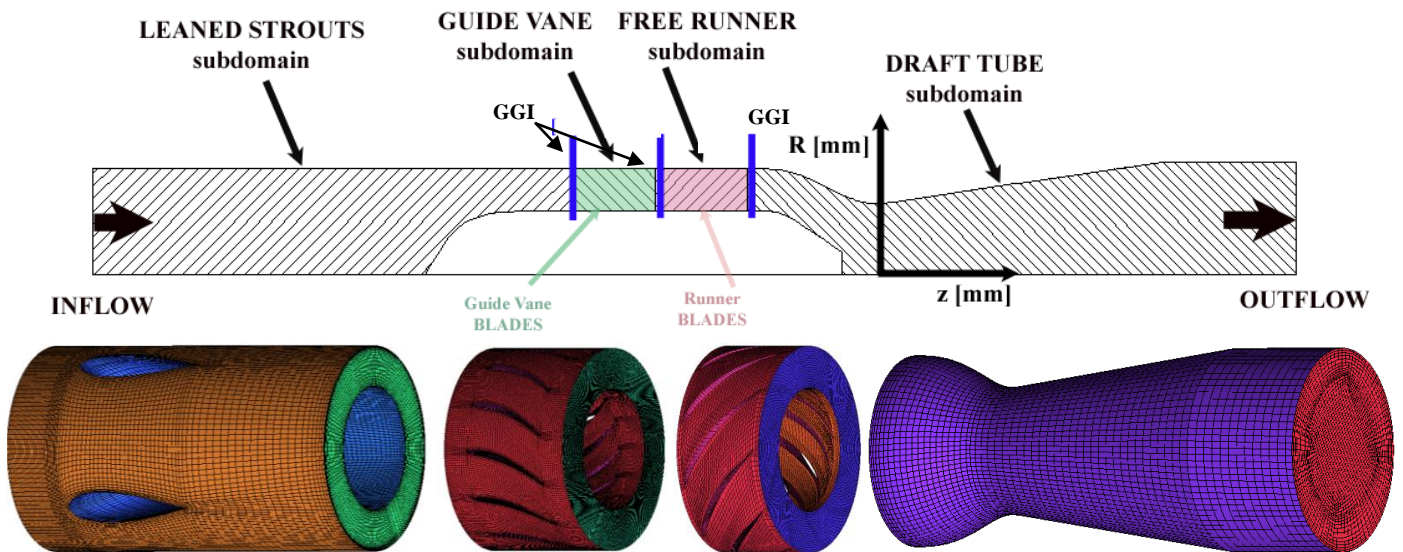 LEANED STROUTS
subdomain
GUIDE VANE
subdomain
FREE RUNNER
subdomain
DRAFT TUBE
subdomain
GGI
GGI
R [mm]
z [mm]
INFLOW
OUTFLOW
Guide Vane
BLADES
Runner
BLADES